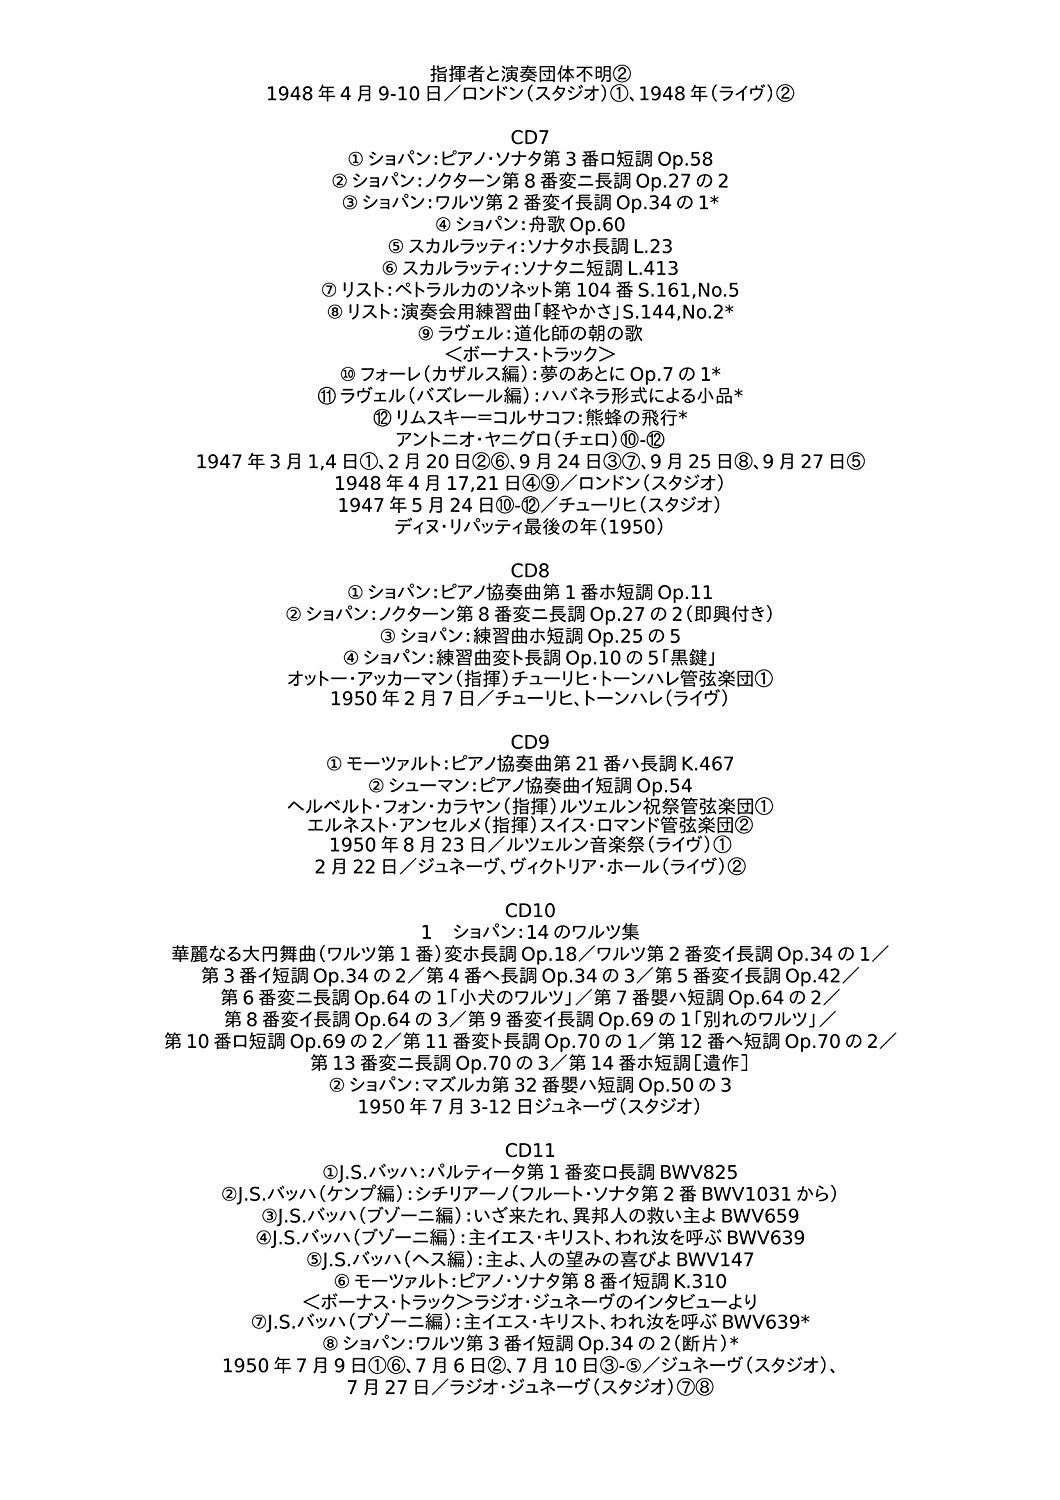 指揮者と演奏団体不明②
1948 年 4 月 9-10 日／ロンドン（スタジオ）①、1948 年（ライヴ）②
CD7
① ショパン：ピアノ・ソナタ第 3 番ロ短調 Op.58
② ショパン：ノクターン第 8 番変ニ長調 Op.27 の 2
③ ショパン：ワルツ第 2 番変イ長調 Op.34 の 1*
④ ショパン：舟歌 Op.60
⑤ スカルラッティ：ソナタホ長調 L.23
⑥ スカルラッティ：ソナタニ短調 L.413
⑦ リスト：ペトラルカのソネット第 104 番 S.161,No.5
⑧ リスト：演奏会用練習曲「軽やかさ」S.144,No.2*
⑨ ラヴェル：道化師の朝の歌
＜ボーナス・トラック＞
⑩ フォーレ（カザルス編）：夢のあとに Op.7 の 1*
⑪ ラヴェル（バズレール編）：ハバネラ形式による小品*
⑫ リムスキー＝コルサコフ：熊蜂の飛行*
アントニオ・ヤニグロ（チェロ）⑩-⑫
1947 年 3 月 1,4 日①、2 月 20 日②⑥、9 月 24 日③⑦、9 月 25 日⑧、9 月 27 日⑤
1948 年 4 月 17,21 日④⑨／ロンドン（スタジオ）
1947 年 5 月 24 日⑩-⑫／チューリヒ（スタジオ）
ディヌ・リパッティ最後の年（1950）
CD8
① ショパン：ピアノ協奏曲第 1 番ホ短調 Op.11
② ショパン：ノクターン第 8 番変ニ長調 Op.27 の 2（即興付き）
③ ショパン：練習曲ホ短調 Op.25 の 5
④ ショパン：練習曲変ト長調 Op.10 の 5「黒鍵」
オットー・アッカーマン（指揮）チューリヒ・トーンハレ管弦楽団①
1950 年 2 月 7 日／チューリヒ、トーンハレ（ライヴ）
CD9
① モーツァルト：ピアノ協奏曲第 21 番ハ長調 K.467
② シューマン：ピアノ協奏曲イ短調 Op.54
ヘルベルト・フォン・カラヤン（指揮）ルツェルン祝祭管弦楽団①
エルネスト・アンセルメ（指揮）スイス・ロマンド管弦楽団②
1950 年 8 月 23 日／ルツェルン音楽祭（ライヴ）①
2 月 22 日／ジュネーヴ、ヴィクトリア・ホール（ライヴ）②
CD10
1　ショパン：14 のワルツ集
華麗なる大円舞曲（ワルツ第 1 番）変ホ長調 Op.18／ワルツ第 2 番変イ長調 Op.34 の 1／
第 3 番イ短調 Op.34 の 2／第 4 番ヘ長調 Op.34 の 3／第 5 番変イ長調 Op.42／
第 6 番変ニ長調 Op.64 の 1「小犬のワルツ」／第 7 番嬰ハ短調 Op.64 の 2／
第 8 番変イ長調 Op.64 の 3／第 9 番変イ長調 Op.69 の 1「別れのワルツ」／
第 10 番ロ短調 Op.69 の 2／第 11 番変ト長調 Op.70 の 1／第 12 番ヘ短調 Op.70 の 2／
第 13 番変ニ長調 Op.70 の 3／第 14 番ホ短調［遺作］
② ショパン：マズルカ第 32 番嬰ハ短調 Op.50 の 3
1950 年 7 月 3-12 日ジュネーヴ（スタジオ）
CD11
①J.S.バッハ：パルティータ第 1 番変ロ長調 BWV825
②J.S.バッハ（ケンプ編）：シチリアーノ（フルート・ソナタ第 2 番 BWV1031 から）
③J.S.バッハ（ブゾーニ編）：いざ来たれ、異邦人の救い主よ BWV659
④J.S.バッハ（ブゾーニ編）：主イエス・キリスト、われ汝を呼ぶ BWV639
⑤J.S.バッハ（ヘス編）：主よ、人の望みの喜びよ BWV147
⑥ モーツァルト：ピアノ・ソナタ第 8 番イ短調 K.310
＜ボーナス・トラック＞ラジオ・ジュネーヴのインタビューより
⑦J.S.バッハ（ブゾーニ編）：主イエス・キリスト、われ汝を呼ぶ BWV639*
⑧ ショパン：ワルツ第 3 番イ短調 Op.34 の 2（断片）*
1950 年 7 月 9 日①⑥、7 月 6 日②、7 月 10 日③-⑤／ジュネーヴ（スタジオ）、
7 月 27 日／ラジオ・ジュネーヴ（スタジオ）⑦⑧